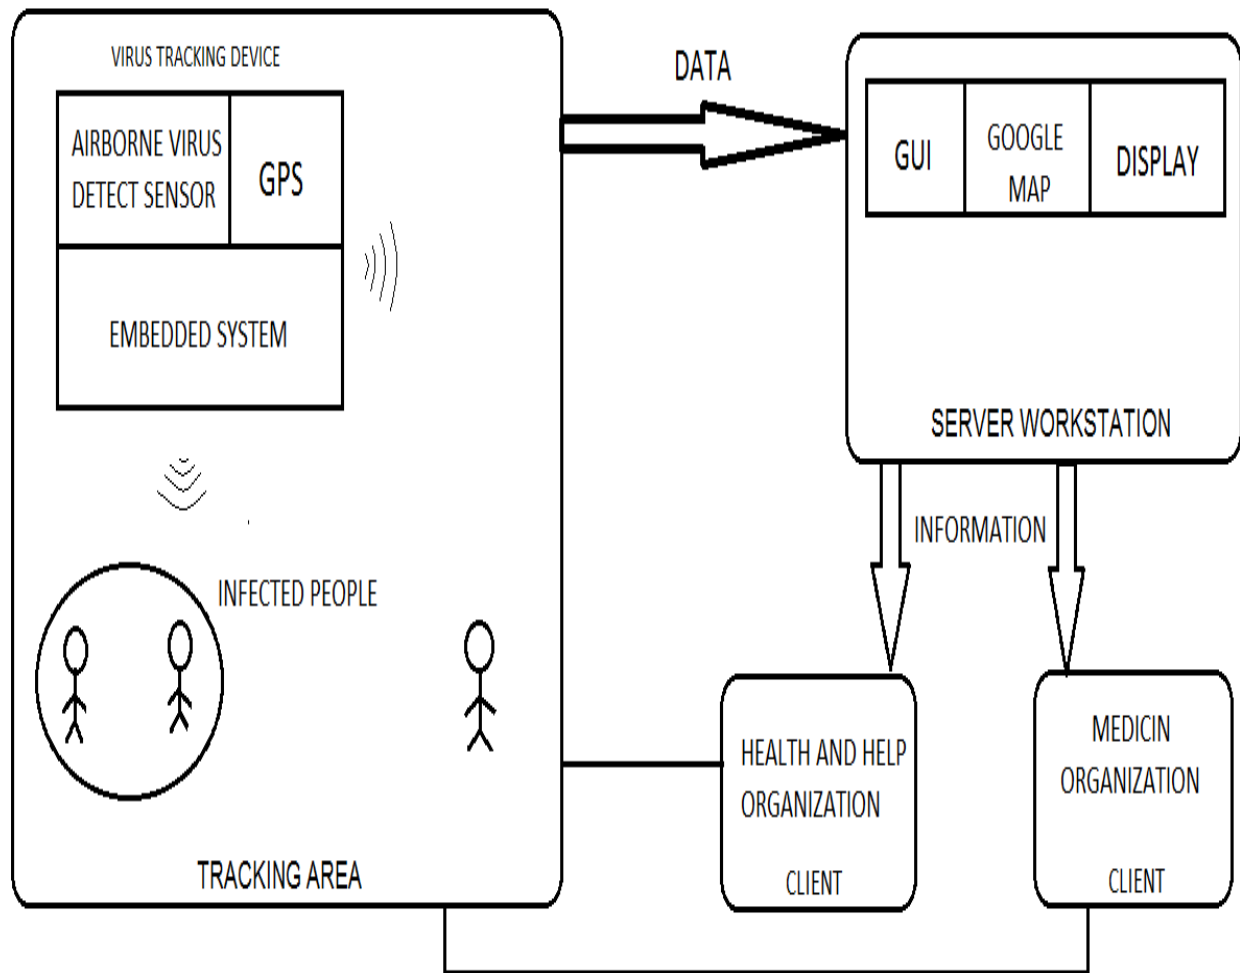 VIRUS TRACKING DEVICE
AIRBORNE VIRUS
DETECT SENSOR
GPS
EMBEDDED SYSTEM
INFECTED PEOPLE
TRACKING AREA
DATA
GUI
GOOGLE
MAP
DISPLAY
SERVER WORKSTATION
INFORMATION
HEALTH AND HELP
ORGANIZATION
CLIENT
MEDICIN
ORGANIZATION
CLIENT